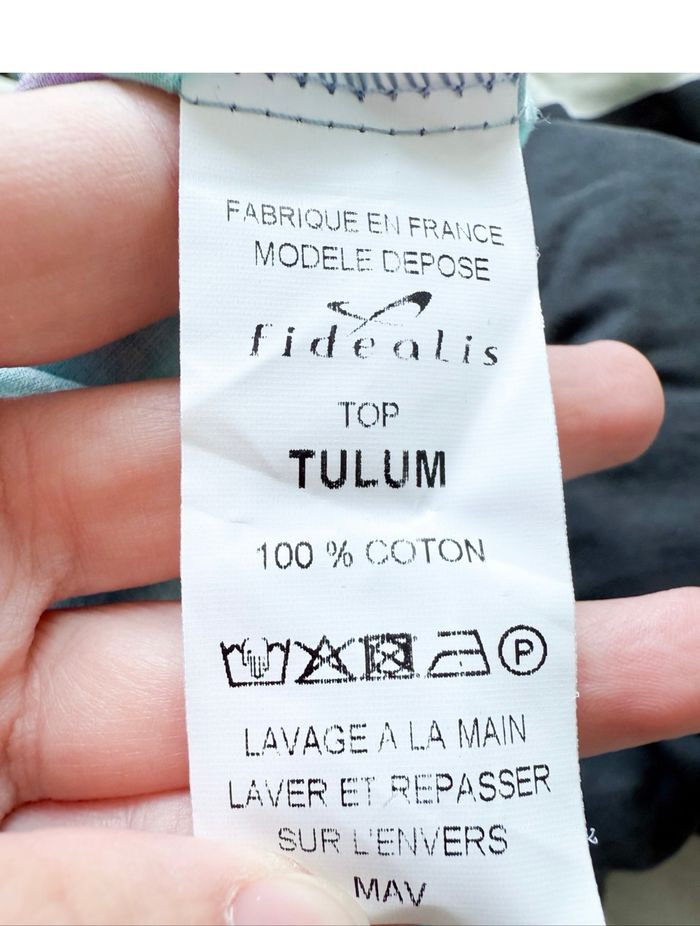 FABRIQUE EN FRANCE
MODELE DEPOSE
fidealis
TOP
TULUM
100 % COTON
P
LAVAGE A LA MAIN
LAVER ET REPASSER
SUR L'ENVERS
MAV